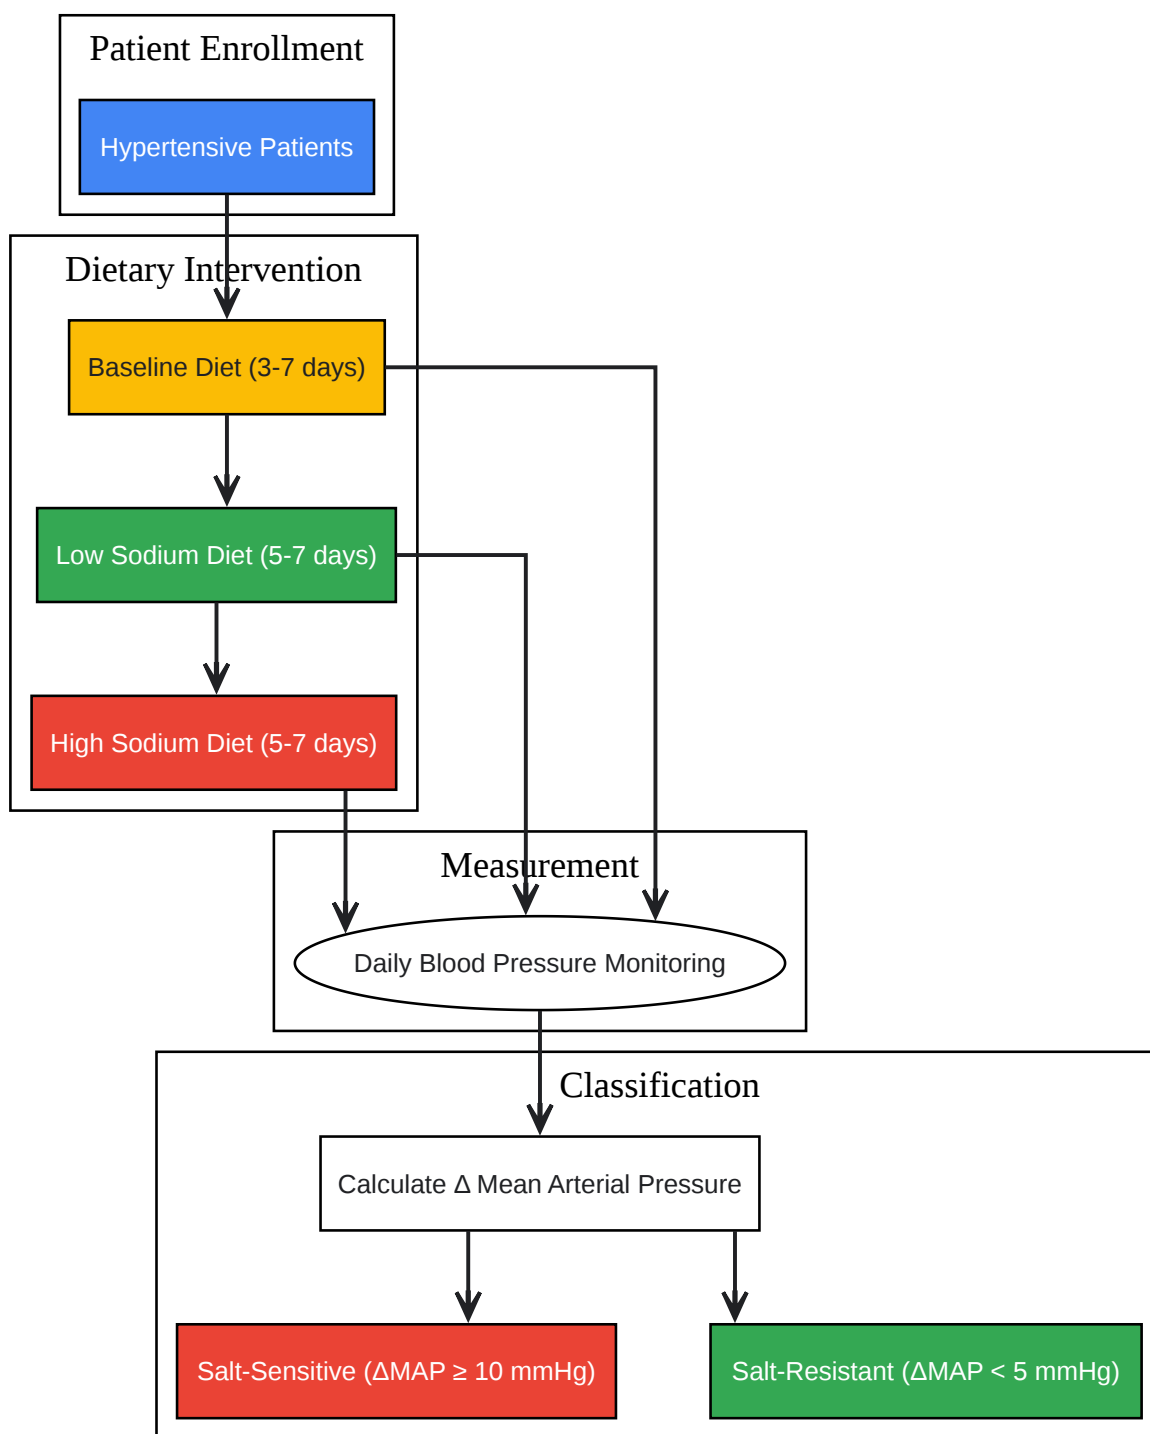 Patient Enrollment
Hypertensive Patients
Dietary Intervention
Baseline Diet (3-7 days)
Low Sodium Diet (5-7 days)
High Sodium Diet (5-7 days)
Measurement
Daily Blood Pressure Monitoring
Classification
Calculate Δ Mean Arterial Pressure
Salt-Sensitive (ΔMAP ≥ 10 mmHg)
Salt-Resistant (ΔMAP < 5 mmHg)